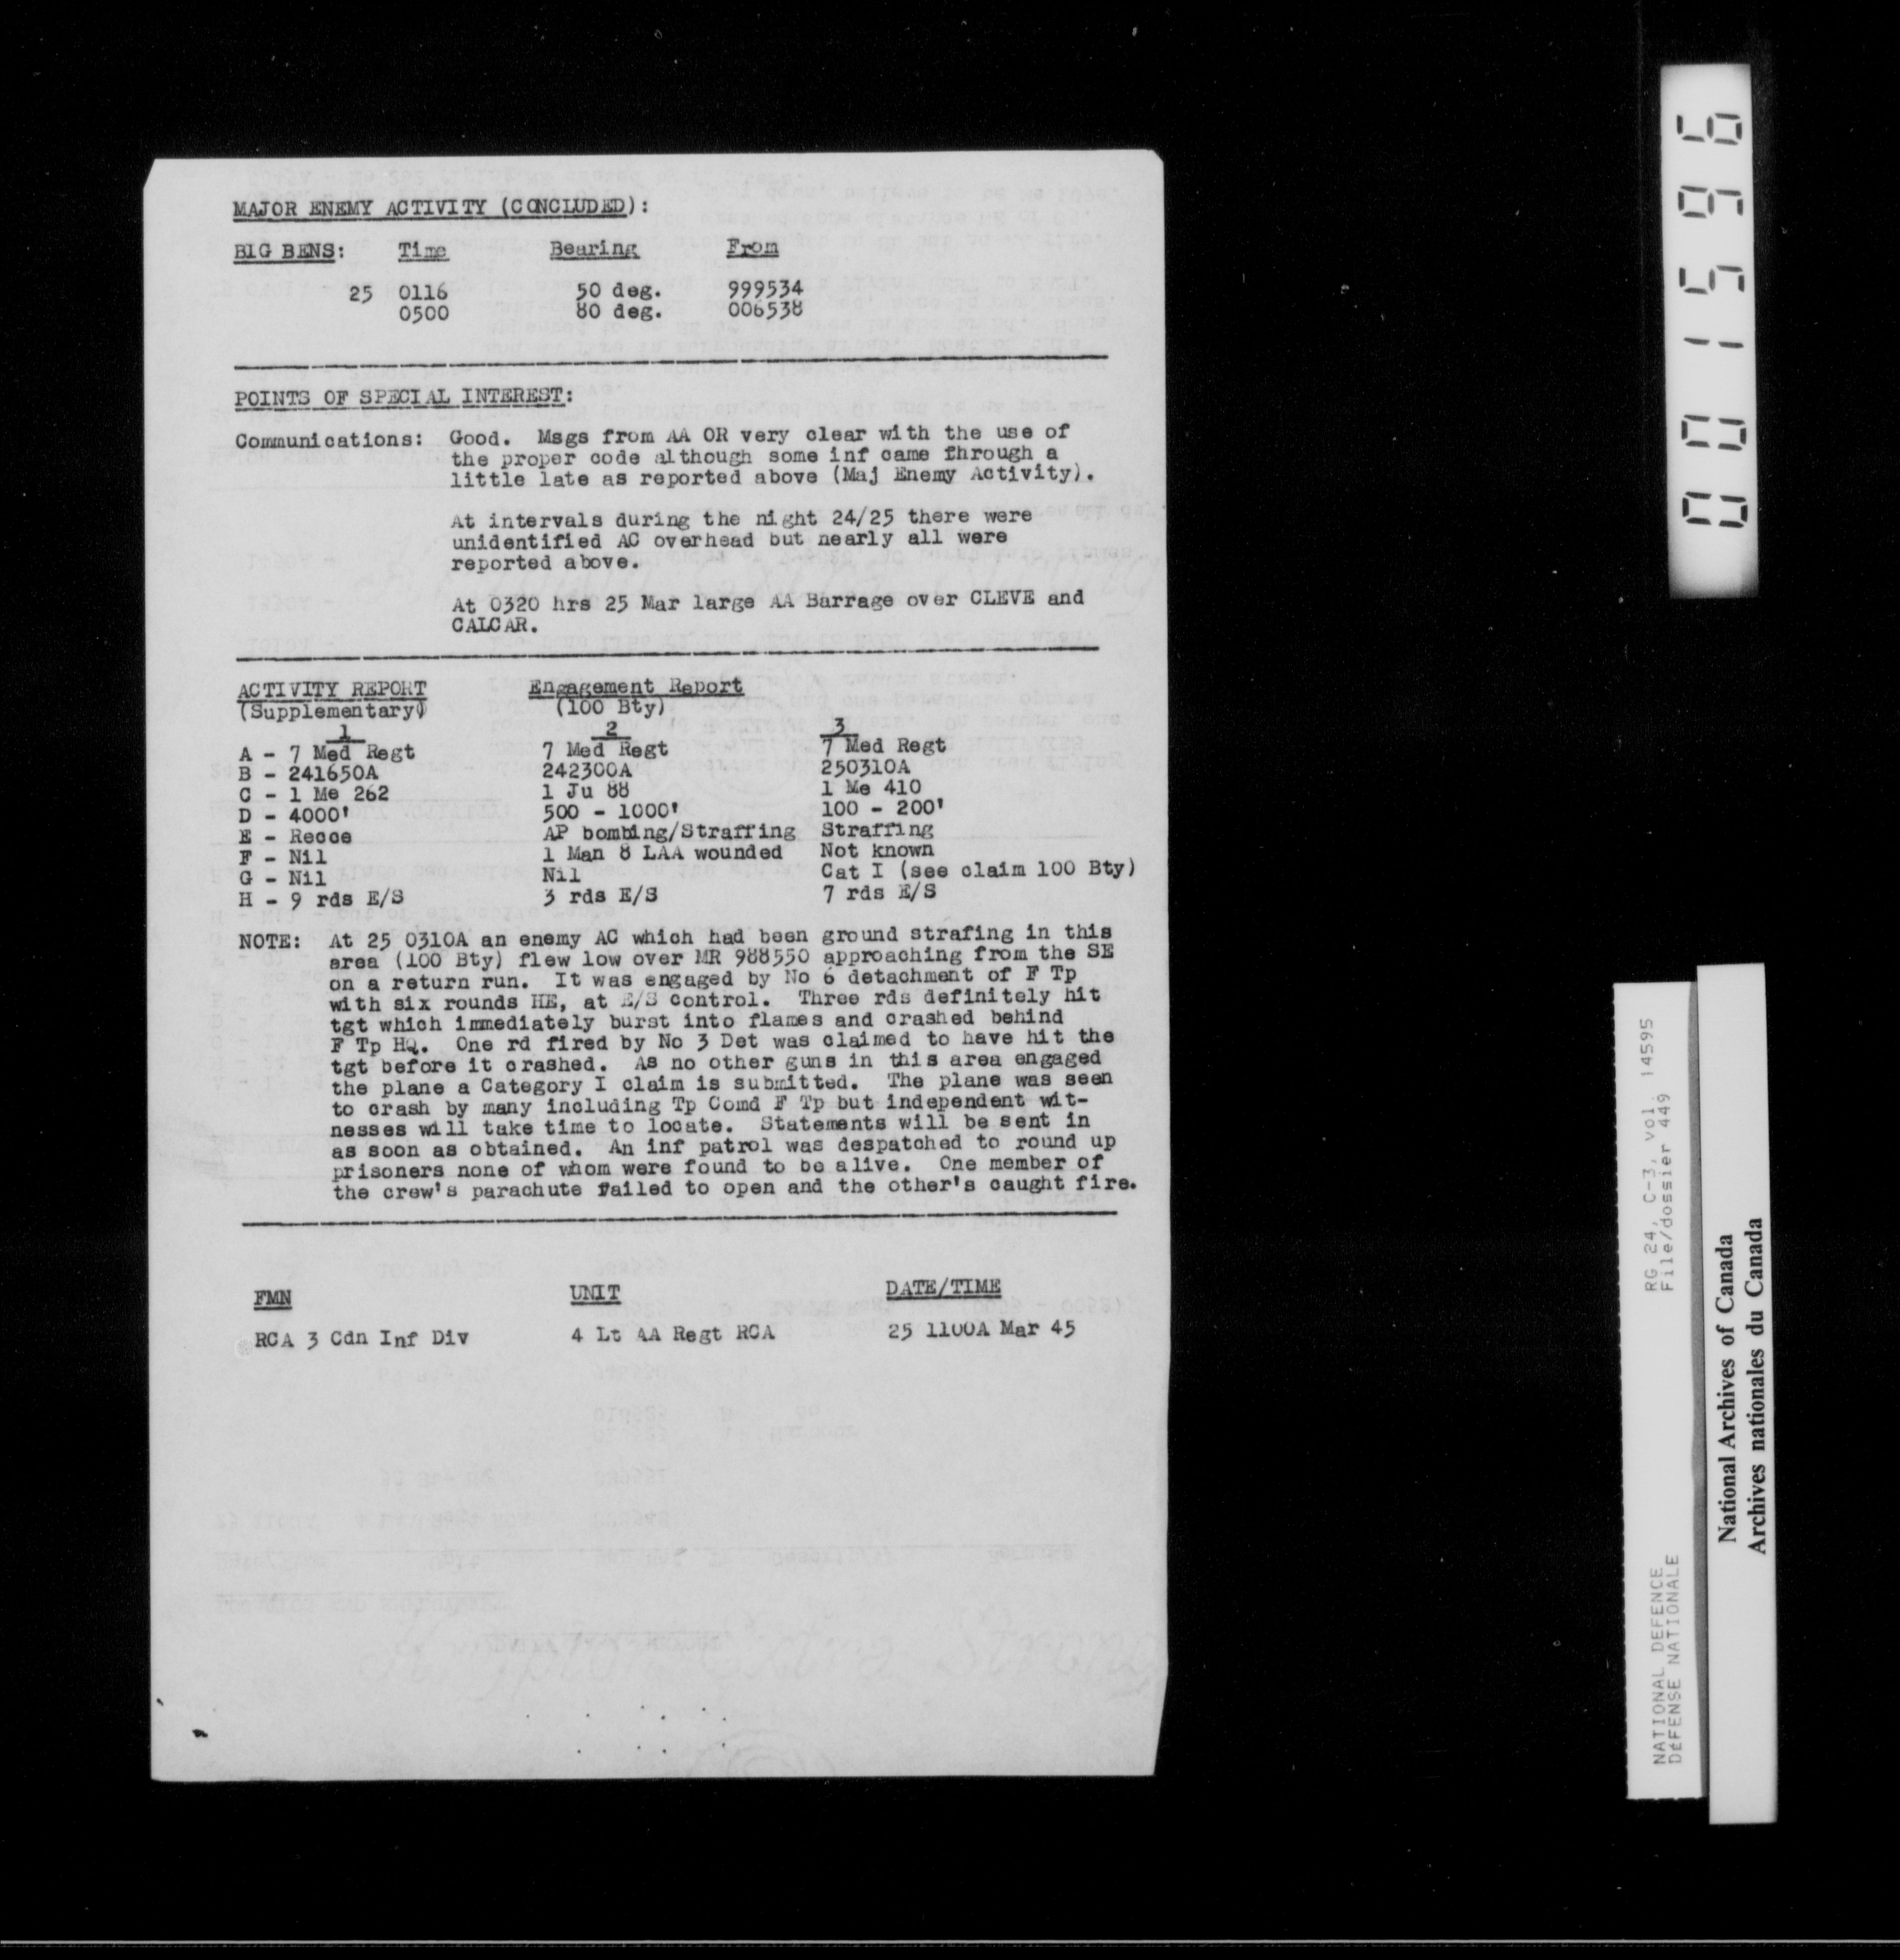 MAJOR ENEMY ACTIVITY (CONCLUDED):
BIG BENS: Time Bearing From
25 0116 50 deg. 999534
0500 80 deg. 006538
POINTS OF SPECIAL INTEREST:
Communications: Good. Msgs from AA OR very clear with the use of
the proper code although some inf came through a
little late as reported above (Maj Enemy Activity).
At intervals during the night 24/25 there were
unidentified AC overhead but nearly all were
reported above.
At 0320 hrs 25 Mar large AA Barrage over CLEVE and
CALCAR.
ACTIVITY REPORT Engagement Report
(Supplementary) (100 Bty)
1 2 3
A - 7 Med Regt 7 Med Regt 7 Med Regt
B - 241650A 242300A 250310A
C - 1 Me 262 1 Ju 88 1 Me 410
D - 4000' 500 - 1000' 100 - 200'
E - Recce AP bombing/Straffing Straffing
F - Nil 1 Man 8 LAA wounded Not known
G - Nil Nil Cat I (see claim 100 Bty)
H - 9 rds E/S 3 rds E/S 7 rds E/S
NOTE: At 25 0310A an enemy AC which had been ground strafing in this
area (100 Bty) flew low over MR 988550 approaching from the SE
on a return run. It was engaged by No 6 detachment of F Tp
with six rounds HE, at E/S control. Three rds definitely hit
tgt which immediately burst into flames and crashed behind
F Tp HQ. One rd fired by No 3 Det was claimed to have hit the
tgt before it crashed. As no other guns in this area engaged
the plane a Category I claim is submitted. The plane was seen
to crash by many including Tp Comd F Tp but independent wit-
nesses will take time to locate. Statements will be sent in
as soon as obtained. An inf patrol was despatched to round up
prisoners none of whom were found to be alive. One member of
the crew's parachute failed to open and the other's caught fire.
FMN UNIT DATE/TIME
RCA 3 Cdn Inf Div 4 Lt AA Regt RCA 25 1100A Mar 45
001596
RG 24, C-3, vol. 14595
File/dossier 449
NATIONAL DEFENCE
DÉFENSE NATIONALE
National Archives of Canada
Archives nationales du Canada